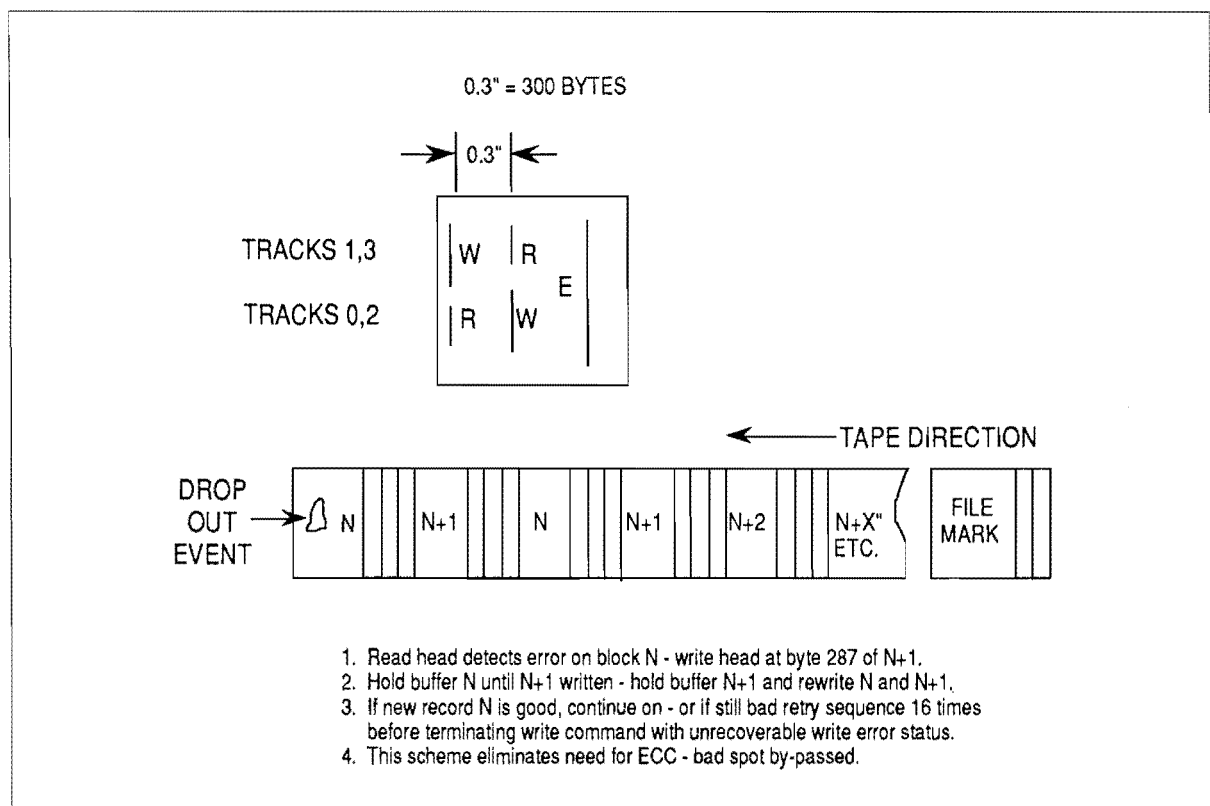 0.3" = 300 BYTES
0.3"
TRACKS 1,3
W R
E
TRACKS 0,2
R W
TAPE DIRECTION
DROP
OUT
EVENT
N N+1 N N+1 N+2 N+X"
ETC.
FILE
MARK
1. Read head detects error on block N - write head at byte 287 of N+1.
2. Hold buffer N until N+1 written - hold buffer N+1 and rewrite N and N+1.
3. If new record N is good, continue on - or if still bad retry sequence 16 times
before terminating write command with unrecoverable write error status.
4. This scheme eliminates need for ECC - bad spot by-passed.